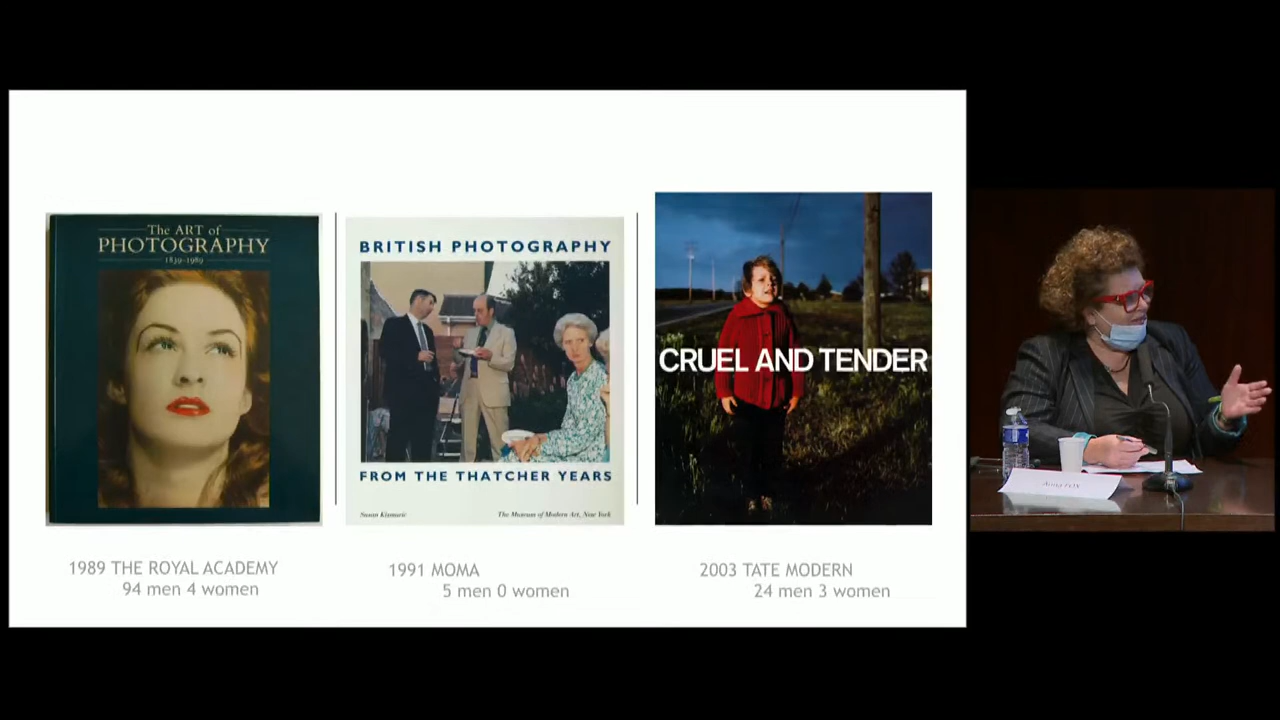 The ART of
PHOTOGRAPHY
1839-1989
BRITISH PHOTOGRAPHY
FROM THE THATCHER YEARS
Susan Kismaric
The Museum of Modern Art, New York
CRUEL AND TENDER
1989 THE ROYAL ACADEMY
94 men 4 women
1991 MOMA
5 men 0 women
2003 TATE MODERN
24 men 3 women
Anna FOX